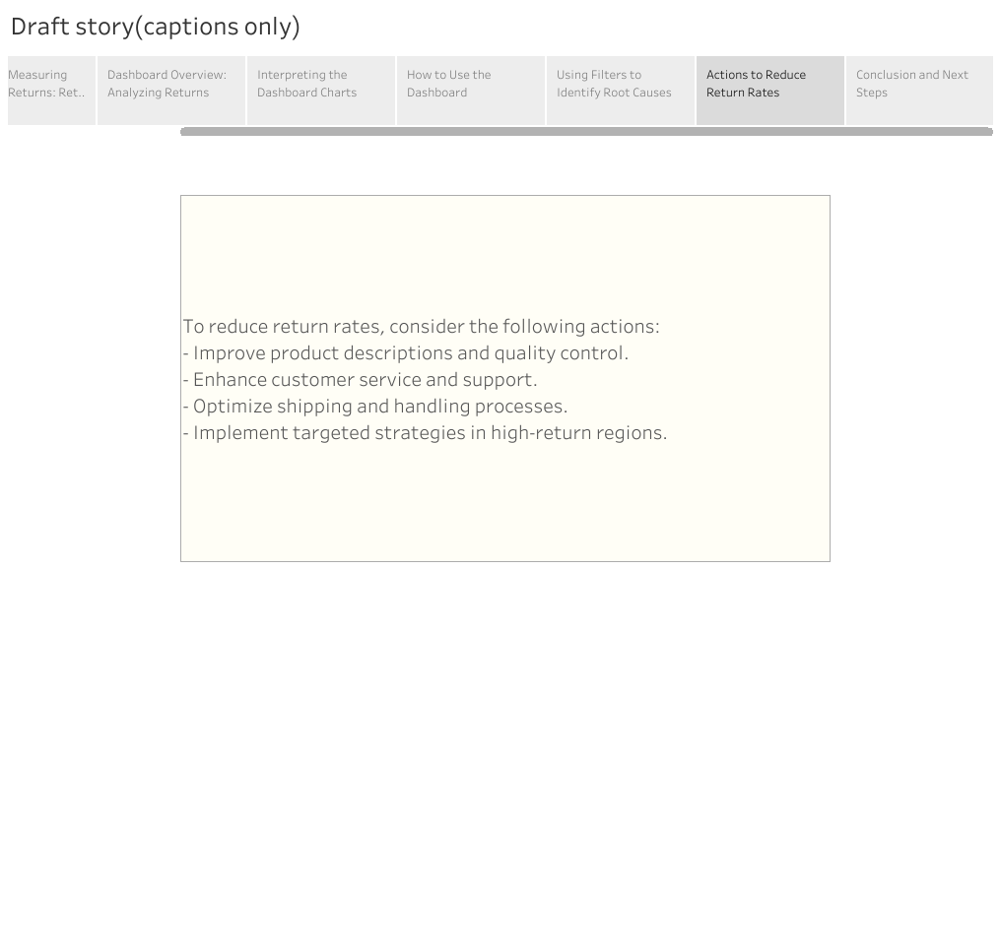 Draft story(captions only)
Measuring
Returns: Ret..
Dashboard Overview:
Analyzing Returns
Interpreting the
Dashboard Charts
How to Use the
Dashboard
Using Filters to
Identify Root Causes
Actions to Reduce
Return Rates
Conclusion and Next
Steps
To reduce return rates, consider the following actions:
- Improve product descriptions and quality control.
- Enhance customer service and support.
- Optimize shipping and handling processes.
- Implement targeted strategies in high-return regions.